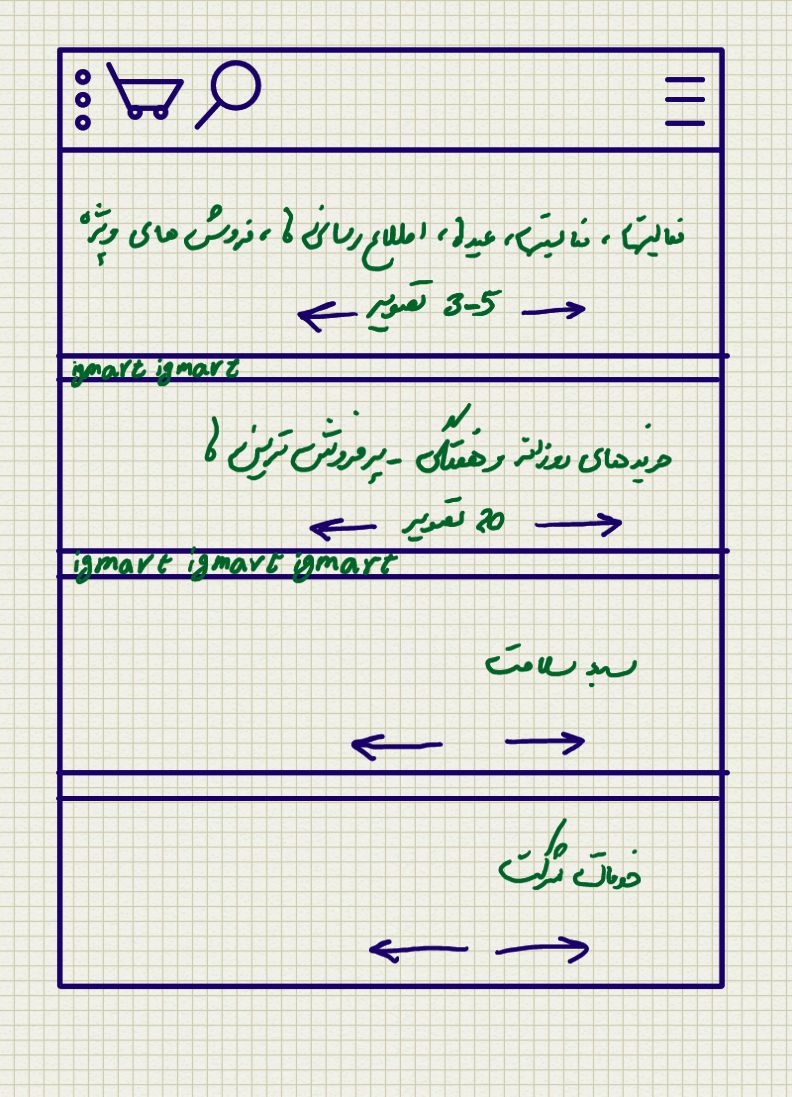 فعالیتها، فعالیتها، عیدها، اطلاع رسانی ها، فروش های ویژه
3-5 تصویر
igmart igmart
خریدهای روزانه و هفتگی - پرفروش ترین ها
20 تصویر
igmart igmart igmart
سبد سلامت
خدمات شرکت